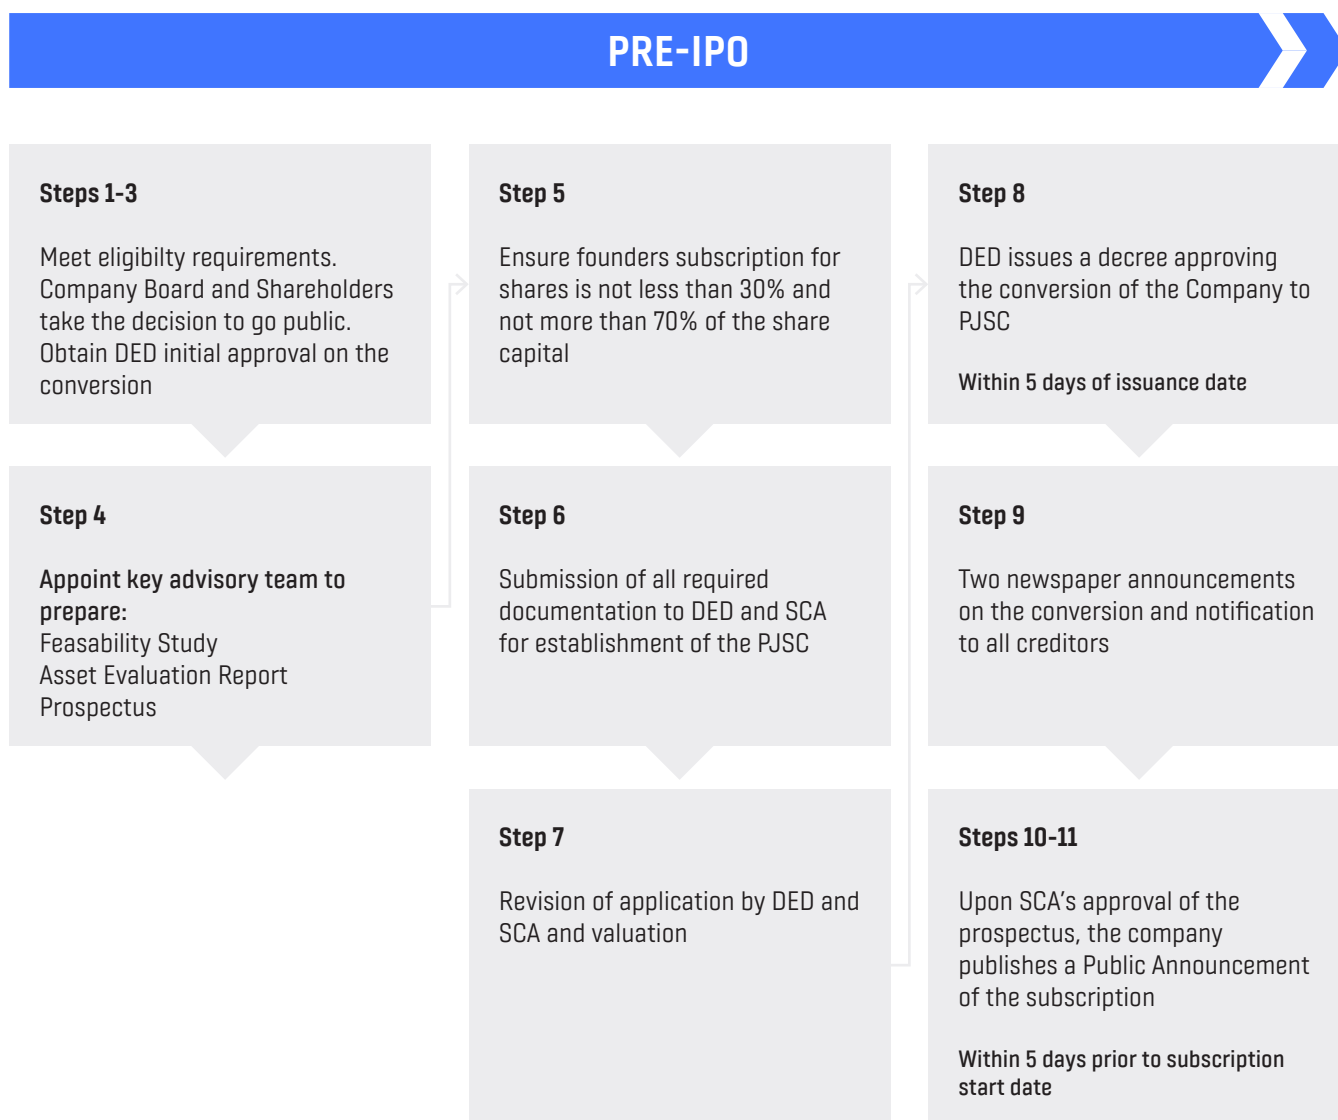 PRE-IPO
Steps 1-3
Meet eligibilty requirements.
Company Board and Shareholders
take the decision to go public.
Obtain DED initial approval on the
conversion
Step 4
Appoint key advisory team to
prepare:
Feasability Study
Asset Evaluation Report
Prospectus
Step 5
Ensure founders subscription for
shares is not less than 30% and
not more than 70% of the share
capital
Step 6
Submission of all required
documentation to DED and SCA
for establishment of the PJSC
Step 7
Revision of application by DED and
SCA and valuation
Step 8
DED issues a decree approving
the conversion of the Company to
PJSC
Within 5 days of issuance date
Step 9
Two newspaper announcements
on the conversion and notification
to all creditors
Steps 10-11
Upon SCA’s approval of the
prospectus, the company
publishes a Public Announcement
of the subscription
Within 5 days prior to subscription
start date